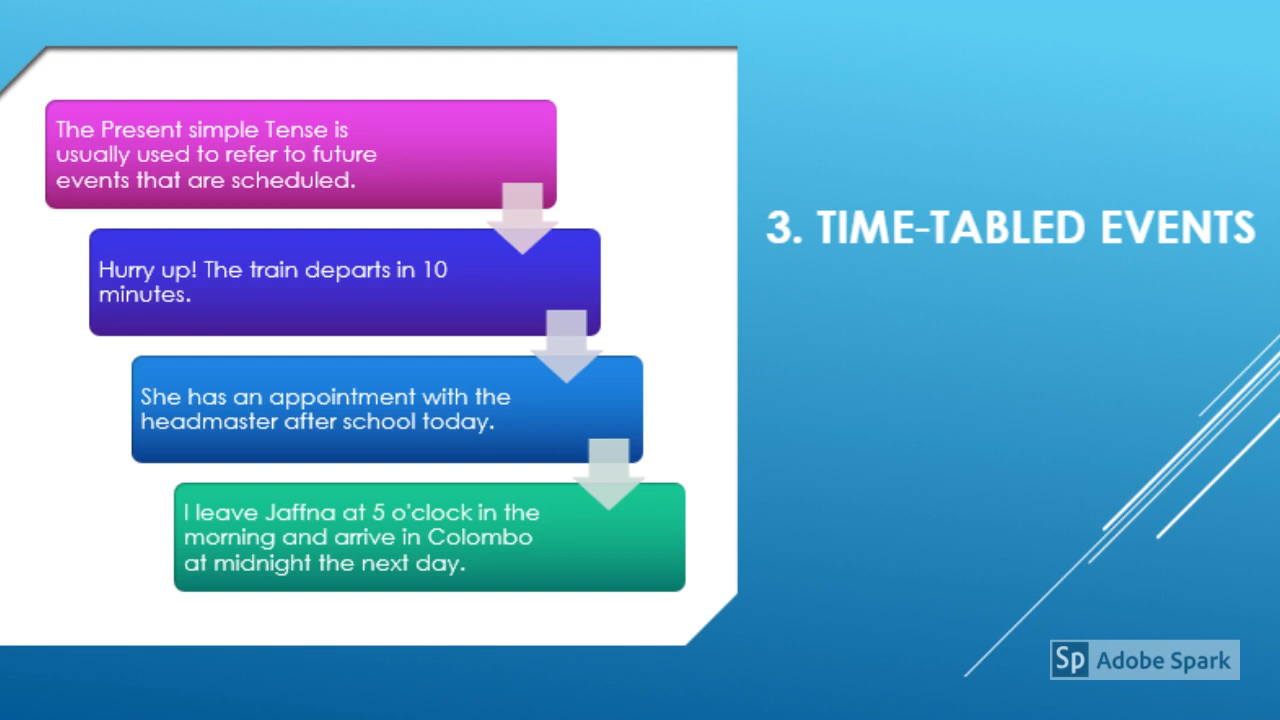 The Present simple Tense is
usually used to refer to future
events that are scheduled.
Hurry up! The train departs in 10
minutes.
She has an appointment with the
headmaster after school today.
I leave Jaffna at 5 o'clock in the
morning and arrive in Colombo
at midnight the next day.
3. TIME-TABLED EVENTS
Sp Adobe Spark